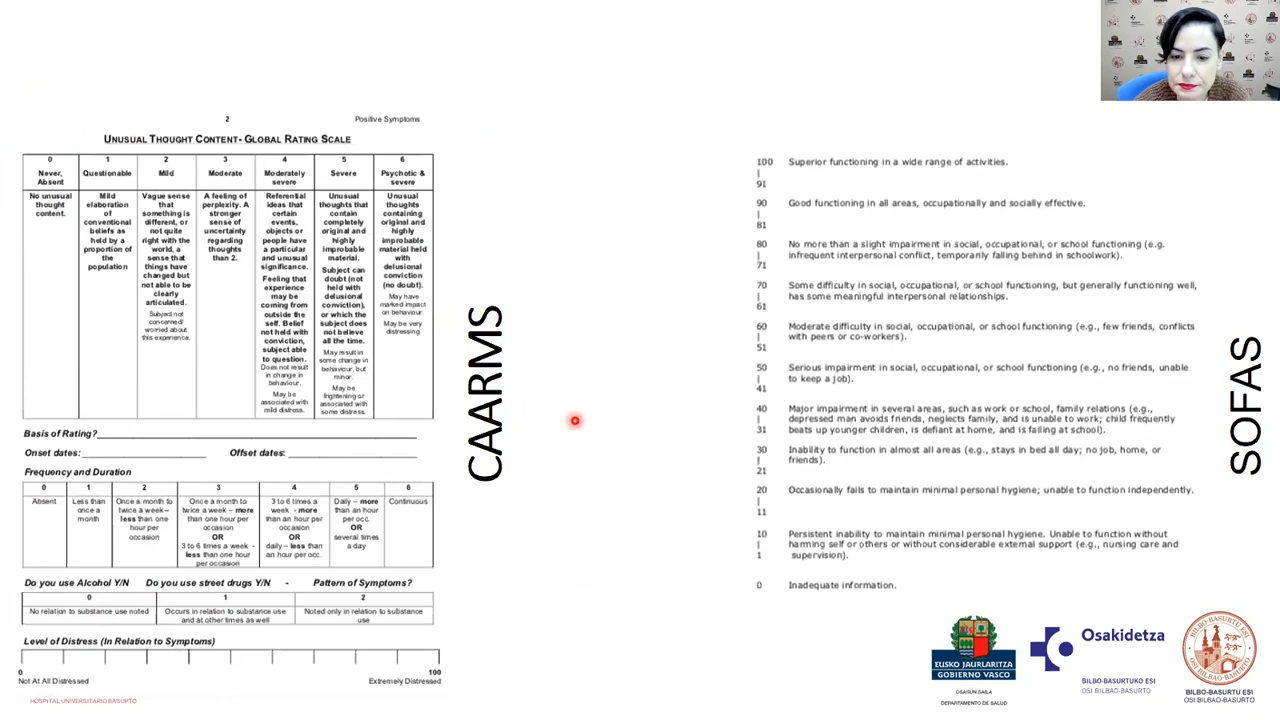 2
Positive Symptoms
UNUSUAL THOUGHT CONTENT- GLOBAL RATING SCALE
0
Never,
Absent
No unusual
thought
content.
1
Questionable
Mild
elaboration
of
conventional
beliefs as
held by a
proportion of
the
population
2
Mild
Vague sense
that
something is
different, or
not quite
right with the
world, a
sense that
things have
changed but
not able to be
clearly
articulated.
Subject not
concerned/
worried about
this experience.
3
Moderate
A feeling of
perplexity. A
stronger
sense of
uncertainty
regarding
thoughts
than 2.
4
Moderately
severe
Referential
ideas that
certain
events,
objects or
people have
a particular
and unusual
significance.
Feeling that
experience
may be
coming from
outside the
self. Belief
not held with
conviction,
subject able
to question.
Does not result
in change in
behaviour.
May be
associated with
mild distress.
5
Severe
Unusual
thoughts that
contain
completely
original and
highly
improbable
material.
Subject can
doubt (not
held with
delusional
conviction),
or which the
subject does
not believe
all the time.
May result in
some change in
behaviour, but
minor.
May be
frightening or
associated with
some distress.
6
Psychotic &
severe
Unusual
thoughts
containing
original and
highly
improbable
material held
with
delusional
conviction
(no doubt).
May have
marked impact
on behaviour.
May be very
distressing.
Basis of Rating?
Onset dates:
Offset dates:
Frequency and Duration
0
Absent
1
Less than
once a
month
2
Once a month to
twice a week –
less than one
hour per
occasion
3
Once a month to
twice a week – more
than one hour per
occasion
OR
3 to 6 times a week -
less than one hour
per occasion
4
3 to 6 times a
week - more
than an hour per
occasion
OR
daily – less than
an hour per occ.
5
Daily – more
than an hour
per occ.
OR
several times
a day
6
Continuous
Do you use Alcohol Y/N Do you use street drugs Y/N - Pattern of Symptoms?
0
No relation to substance use noted
1
Occurs in relation to substance use
and at other times as well
2
Noted only in relation to substance
use
Level of Distress (In Relation to Symptoms)
0
Not At All Distressed
100
Extremely Distressed
HOSPITAL UNIVERSITARIO BASURTO
CAARMS
100 Superior functioning in a wide range of activities.
|
91
90 Good functioning in all areas, occupationally and socially effective.
|
81
80 No more than a slight impairment in social, occupational, or school functioning (e.g.
| infrequent interpersonal conflict, temporarily falling behind in schoolwork).
71
70 Some difficulty in social, occupational, or school functioning, but generally functioning well,
| has some meaningful interpersonal relationships.
61
60 Moderate difficulty in social, occupational, or school functioning (e.g., few friends, conflicts
| with peers or co-workers).
51
50 Serious impairment in social, occupational, or school functioning (e.g., no friends, unable
| to keep a job).
41
40 Major impairment in several areas, such as work or school, family relations (e.g.,
| depressed man avoids friends, neglects family, and is unable to work; child frequently
31 beats up younger children, is defiant at home, and is failing at school).
30 Inability to function in almost all areas (e.g., stays in bed all day; no job, home, or
| friends).
21
20 Occasionally fails to maintain minimal personal hygiene; unable to function independently.
|
11
10 Persistent inability to maintain minimal personal hygiene. Unable to function without
| harming self or others or without considerable external support (e.g., nursing care and
1 supervision).
0 Inadequate information.
SOFAS
EUSKO JAURLARITZA
GOBIERNO VASCO
OSASUN SAILA
DEPARTAMENTO DE SALUD
Osakidetza
BILBO-BASURTUKO ESI
OSI BILBAO-BASURTO
BILBO-BASURTU ESI
OSI BILBAO-BASURTO
BILBO-BASURTU ESI
OSI BILBAO-BASURTO